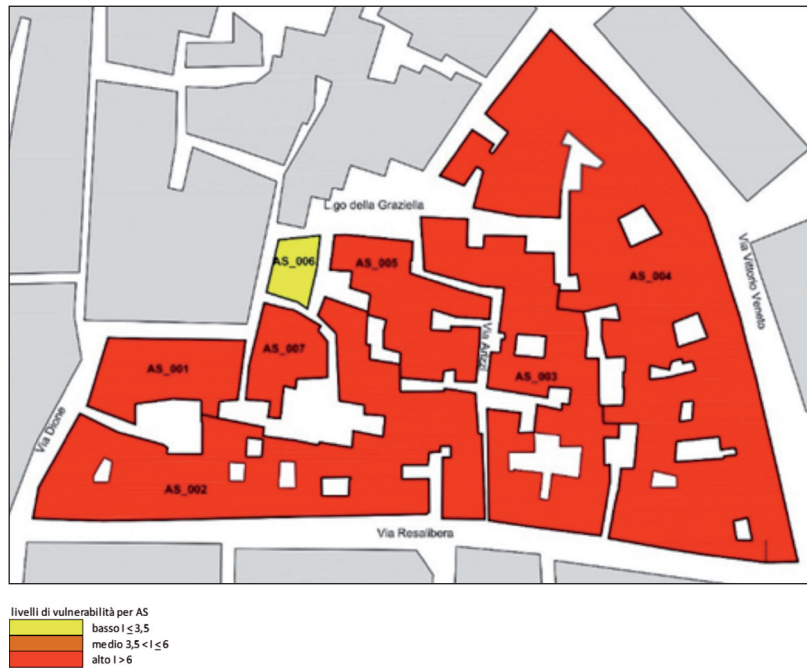 L.go della Graziella
AS_006
AS_005
AS_004
Via Vittorio Veneto
Via Arizzi
AS_007
AS_001
AS_003
Via Dione
AS_002
Via Resalibera
livelli di vulnerabilità per AS
basso I ≤ 3,5
medio 3,5 < I ≤ 6
alto I > 6